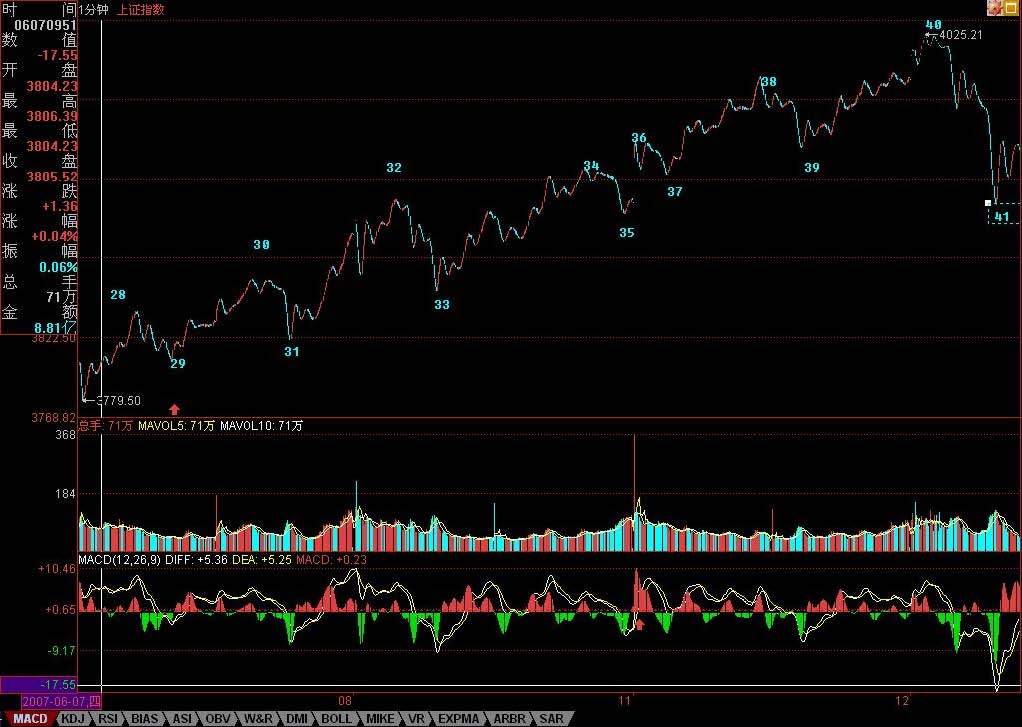 时间 1分钟 上证指数
06070951
数值
-17.55
开盘
3804.23
最高
3806.39
最低
3804.23
收盘
3805.52
涨跌
+1.36
涨幅
+0.04%
振幅
0.06%
总手
71万
金额
8.81亿
3822.50
3768.82
28
29
30
31
32
33
34
35
36
37
38
39
40
4025.21
41
3779.50
总手: 71万 MAVOL5: 71万 MAVOL10: 71万
368
184
MACD(12,26,9) DIFF: +5.36 DEA: +5.25 MACD: +0.23
+10.46
+0.65
-9.17
-17.55
2007-06-07,四 08 11 12
MACD KDJ RSI BIAS ASI OBV W&R DMI BOLL MIKE VR EXPMA ARBR SAR